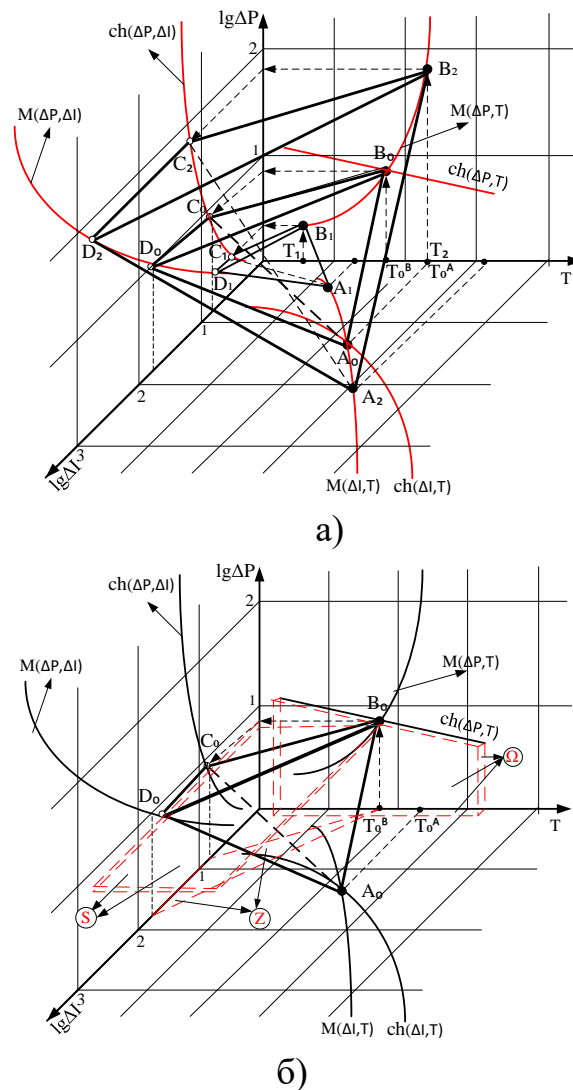 lgΔP
ch(ΔP,ΔI)
2
B₂
M(ΔP,ΔI)
M(ΔP,T)
C₂
1
B₀
ch(ΔP,T)
C₀
D₂
D₀
B₁
C₁
T₁
T₂
D₁
T₀ᴮ
T₀ᴬ
T
A₁
1
A₀
2
A₂
3
lgΔI
M(ΔI,T)
ch(ΔI,T)
а)
lgΔP
ch(ΔP,ΔI)
2
M(ΔP,ΔI)
M(ΔP,T)
1
B₀
ch(ΔP,T)
C₀
Ω
D₀
T₀ᴮ
T₀ᴬ
T
1
A₀
S
Z
2
3
lgΔI
M(ΔI,T)
ch(ΔI,T)
б)